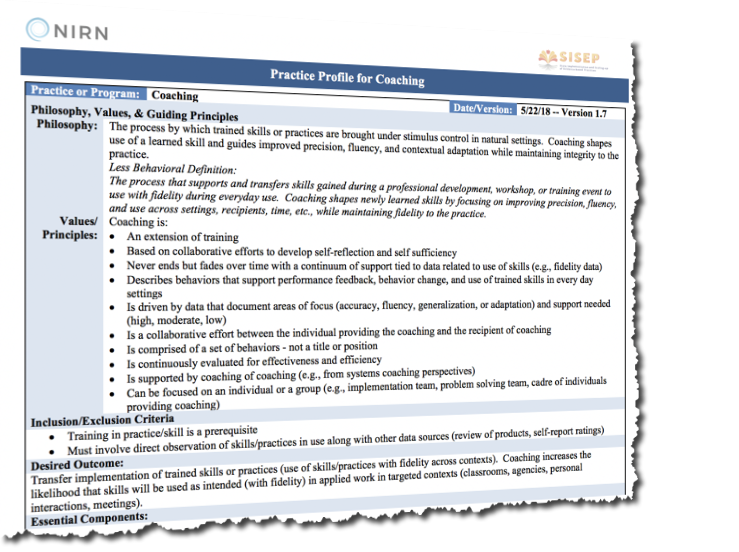 NIRN
SISEP
Practice Profile for Coaching
Practice or Program: Coaching
Date/Version: 5/22/18 -- Version 1.7
Philosophy, Values, & Guiding Principles
Philosophy: The process by which trained skills or practices are brought under stimulus control in natural settings. Coaching shapes
use of a learned skill and guides improved precision, fluency, and contextual adaptation while maintaining integrity to the
practice.
Less Behavioral Definition:
The process that supports and transfers skills gained during a professional development, workshop, or training event to
use with fidelity during everyday use. Coaching shapes newly learned skills by focusing on improving precision, fluency,
and use across settings, recipients, time, etc., while maintaining fidelity to the practice.
Values/ Coaching is:
Principles: • An extension of training
• Based on collaborative efforts to develop self-reflection and self sufficiency
• Never ends but fades over time with a continuum of support tied to data related to use of skills (e.g., fidelity data)
• Describes behaviors that support performance feedback, behavior change, and use of trained skills in every day
settings
• Is driven by data that document areas of focus (accuracy, fluency, generalization, or adaptation) and support needed
(high, moderate, low)
• Is a collaborative effort between the individual providing the coaching and the recipient of coaching
• Is comprised of a set of behaviors - not a title or position
• Is continuously evaluated for effectiveness and efficiency
• Is supported by coaching of coaching (e.g., from systems coaching perspectives)
• Can be focused on an individual or a group (e.g., implementation team, problem solving team, cadre of individuals
providing coaching)
Inclusion/Exclusion Criteria
• Training in practice/skill is a prerequisite
• Must involve direct observation of skills/practices in use along with other data sources (review of products, self-report ratings)
Desired Outcome:
Transfer implementation of trained skills or practices (use of skills/practices with fidelity across contexts). Coaching increases the
likelihood that skills will be used as intended (with fidelity) in applied work in targeted contexts (classrooms, agencies, personal
interactions, meetings).
Essential Components: